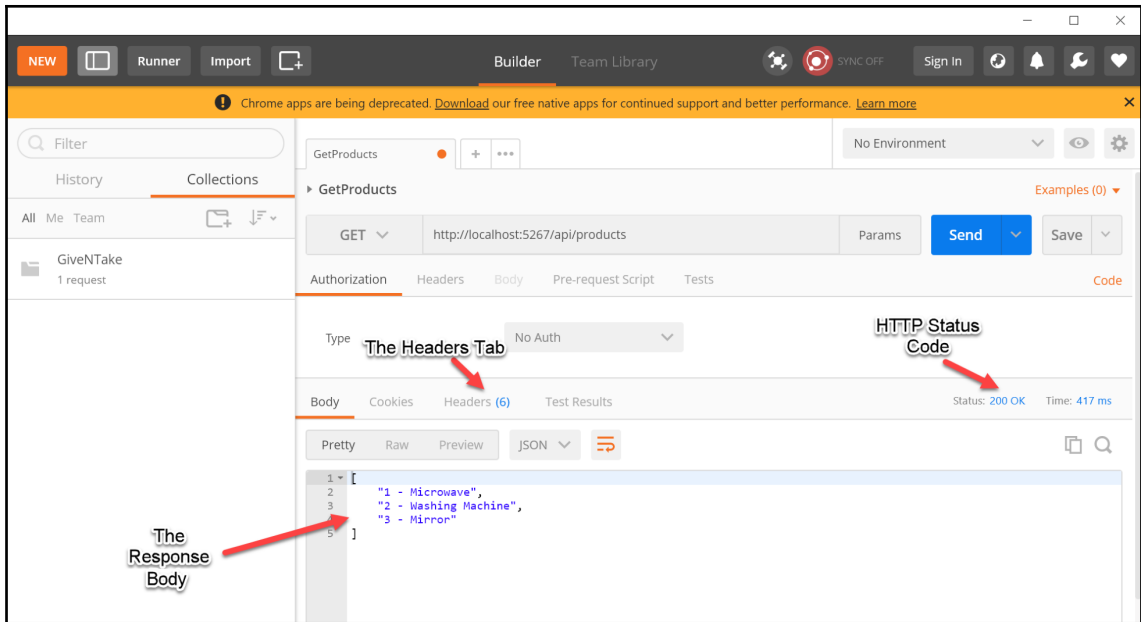 NEW Runner Import Builder Team Library SYNC OFF Sign In
Chrome apps are being deprecated. Download our free native apps for continued support and better performance. Learn more
Filter
History Collections
All Me Team
GiveNTake
1 request
GetProducts
No Environment
GetProducts
Examples (0)
GET http://localhost:5267/api/products Params Send Save
Authorization Headers Body Pre-request Script Tests Code
Type No Auth
The Headers Tab
HTTP Status
Code
Body Cookies Headers (6) Test Results Status: 200 OK Time: 417 ms
Pretty Raw Preview JSON
1 [
2 "1 - Microwave",
3 "2 - Washing Machine",
"3 - Mirror"
5 ]
The
Response
Body